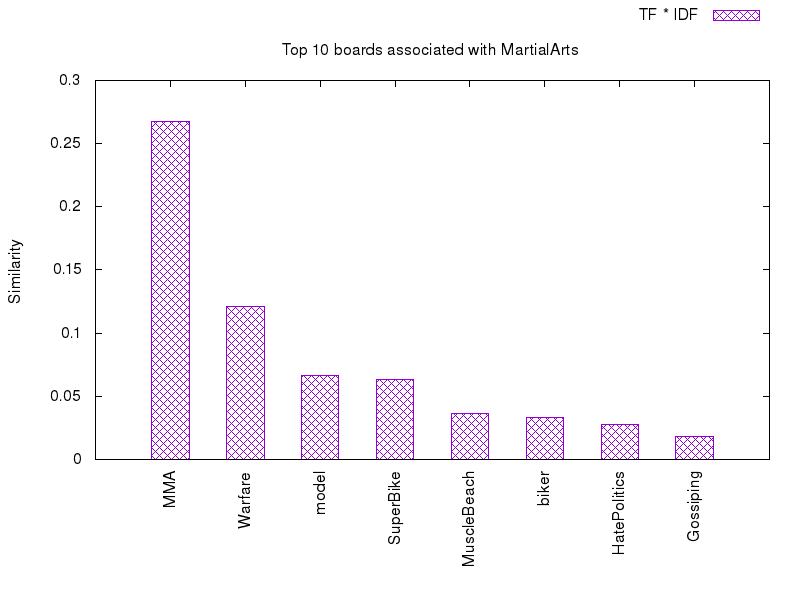 TF * IDF
Top 10 boards associated with MartialArts
0.3
0.25
0.2
0.15
0.1
0.05
0
Similarity
MMA
Warfare
model
SuperBike
MuscleBeach
biker
HatePolitics
Gossiping